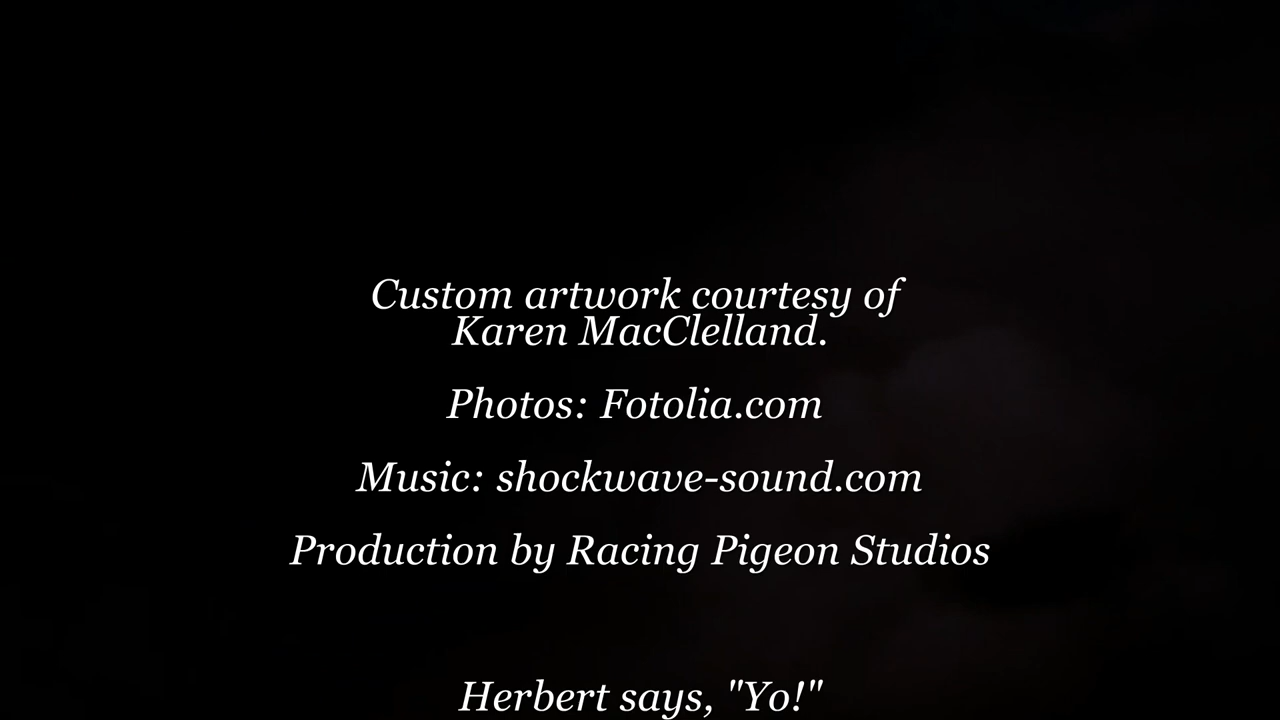 Custom artwork courtesy of
Karen MacClelland.
Photos: Fotolia.com
Music: shockwave-sound.com
Production by Racing Pigeon Studios
Herbert says, "Yo!"